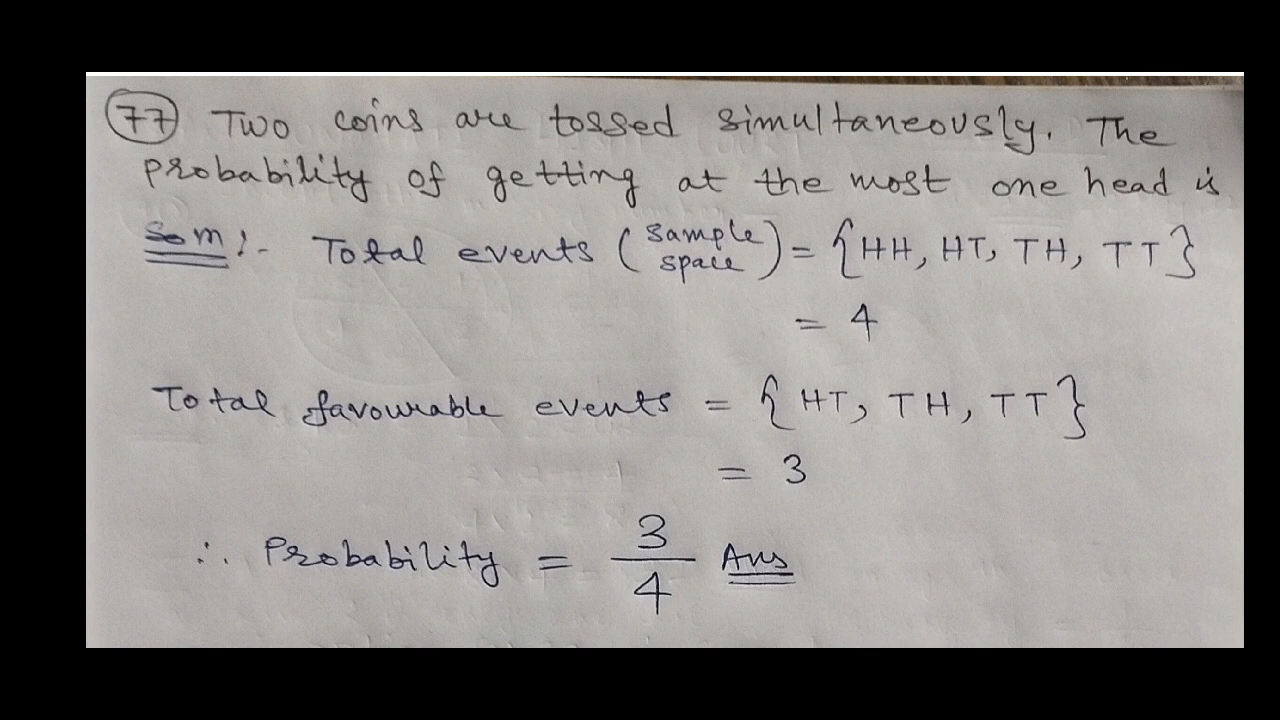 77 Two coins are tossed simultaneously. The
probability of getting at the most one head is
Som:- Total events (sample space) = {HH, HT, TH, TT}
= 4
Total favourable events = {HT, TH, TT}
= 3
∴ Probability = 3/4 Ans